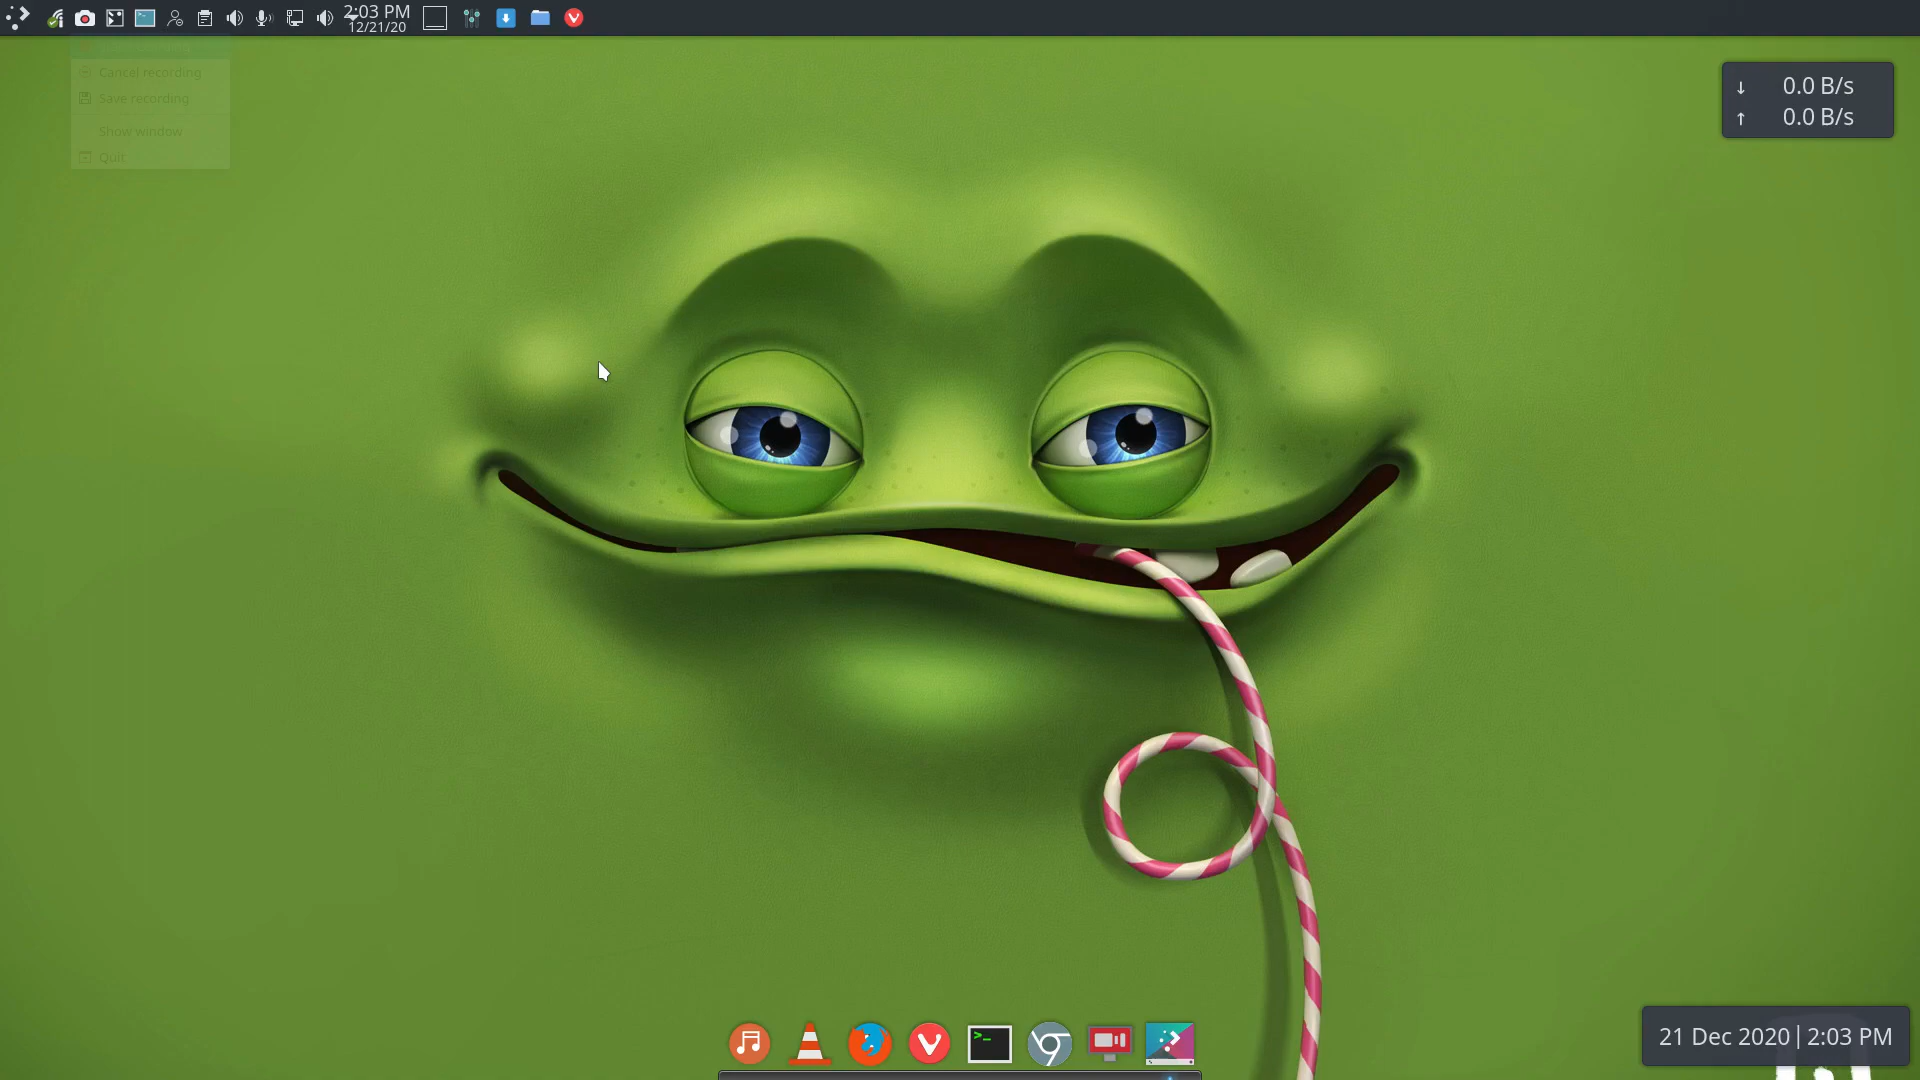 2:03 PM
12/21/20
Cancel recording
Save recording
Show window
Quit
↓ 0.0 B/s
↑ 0.0 B/s
>_
21 Dec 2020 | 2:03 PM